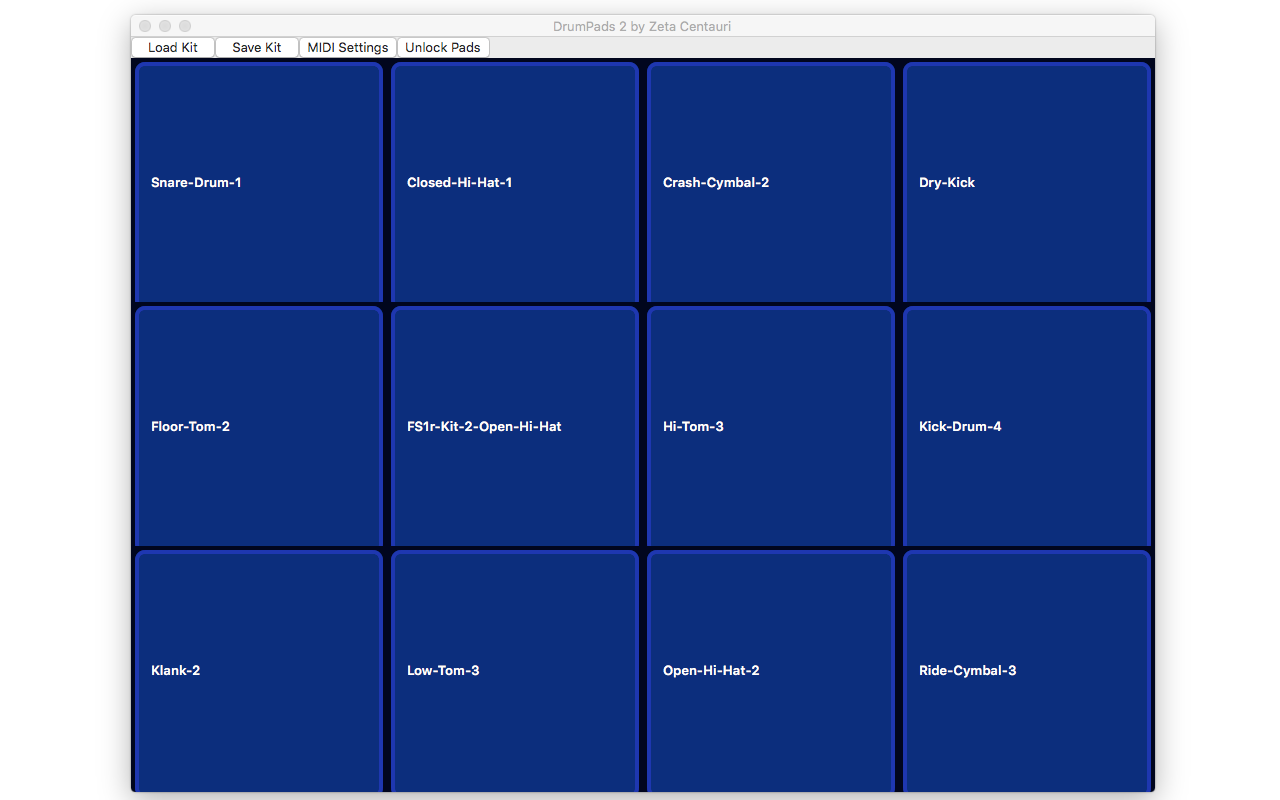 DrumPads 2 by Zeta Centauri
Load Kit Save Kit MIDI Settings Unlock Pads
Snare-Drum-1 Closed-Hi-Hat-1 Crash-Cymbal-2 Dry-Kick
Floor-Tom-2 FS1r-Kit-2-Open-Hi-Hat Hi-Tom-3 Kick-Drum-4
Klank-2 Low-Tom-3 Open-Hi-Hat-2 Ride-Cymbal-3